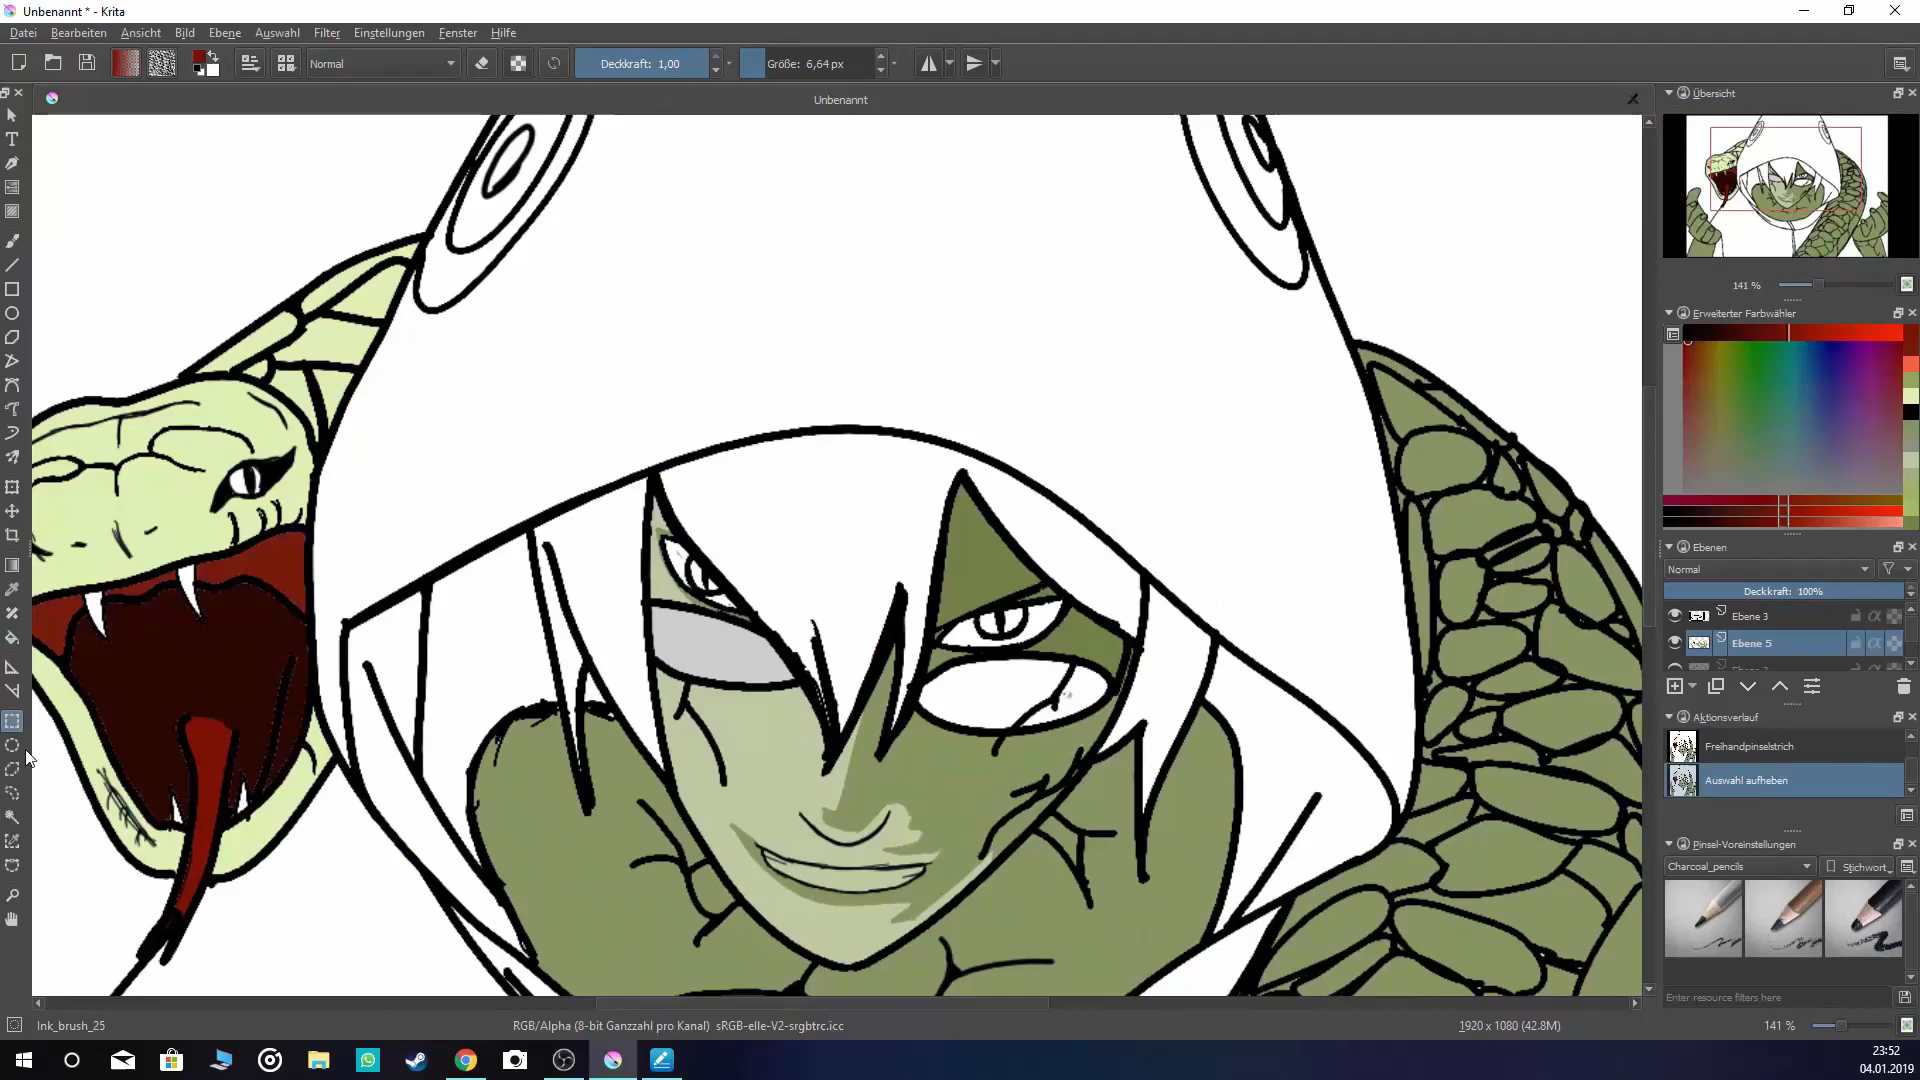 Unbenannt * - Krita
Datei Bearbeiten Ansicht Bild Ebene Auswahl Filter Einstellungen Fenster Hilfe
Normal Deckkraft: 1,00 Größe: 6,64 px
Unbenannt
Übersicht
141 %
Erweiterter Farbwähler
Ebenen
Normal
Deckkraft: 100%
Ebene 3
Ebene 5
Aktionsverlauf
Freihandpinselstrich
Auswahl aufheben
Pinsel-Voreinstellungen
Charcoal_pencils Stichwort
Enter resource filters here
Ink_brush_25 RGB/Alpha (8-bit Ganzzahl pro Kanal) sRGB-elle-V2-srgbtrc.icc 1920 x 1080 (42.8M) 141 %
23:52
04.01.2019